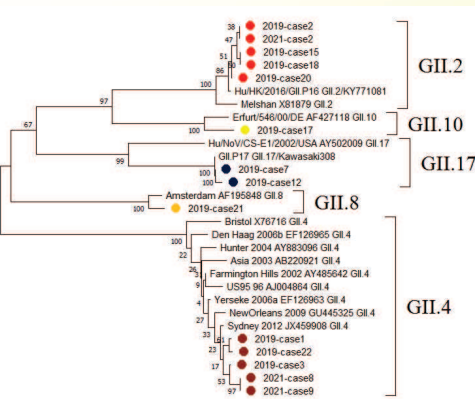 38
2019-case2
47
2021-case2
51
2019-case15
2019-case18
86
2019-case20
GII.2
100
Hu/HK/2016/GII.P16 GII.2/KY771081
Melshan X81879 GII.2
97
Erfurt/546/00/DE AF427118 GII.10
GII.10
100
2019-case17
67
Hu/NoV/CS-E1/2002/USA AY502009 GII.17
99
GII.P17 GII.17/Kawasaki308
GII.17
2019-case7
100
2019-case12
Amsterdam AF195848 GII.8
GII.8
100
2019-case21
Bristol X76716 GII.4
100
Den Haag 2006b EF126965 GII.4
22
Hunter 2004 AY883096 GII.4
26
Asia 2003 AB220921 GII.4
Farmington Hills 2002 AY485642 GII.4
9
US95 96 AJ004864 GII.4
4
Yerseke 2006a EF126963 GII.4
GII.4
27
NewOrleans 2009 GU445325 GII.4
33
Sydney 2012 JX459908 GII.4
2019-case1
23
2019-case22
2019-case3
17
53
2021-case8
97
2021-case9